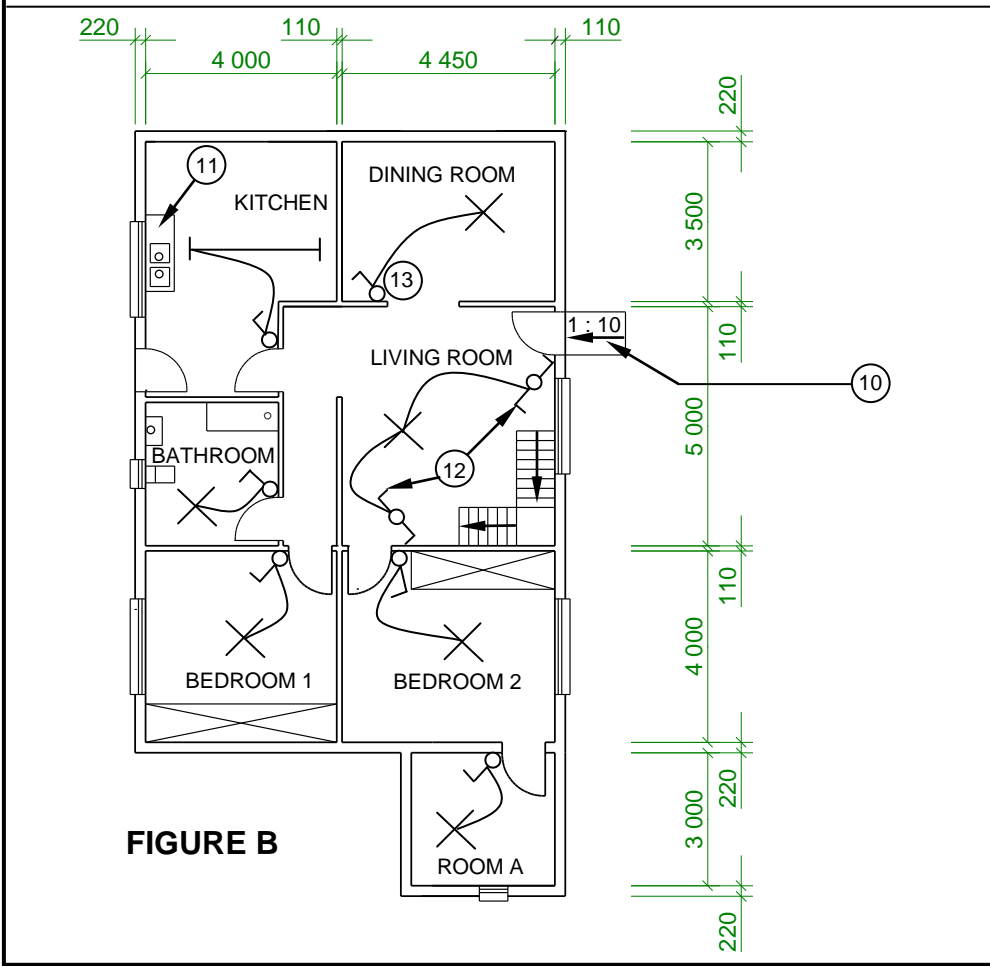 220
110
110
4 000
4 450
220
11
DINING ROOM
KITCHEN
3 500
13
1 : 10
110
LIVING ROOM
10
5 000
BATHROOM
12
110
4 000
BEDROOM 1
BEDROOM 2
220
3 000
FIGURE B
ROOM A
220